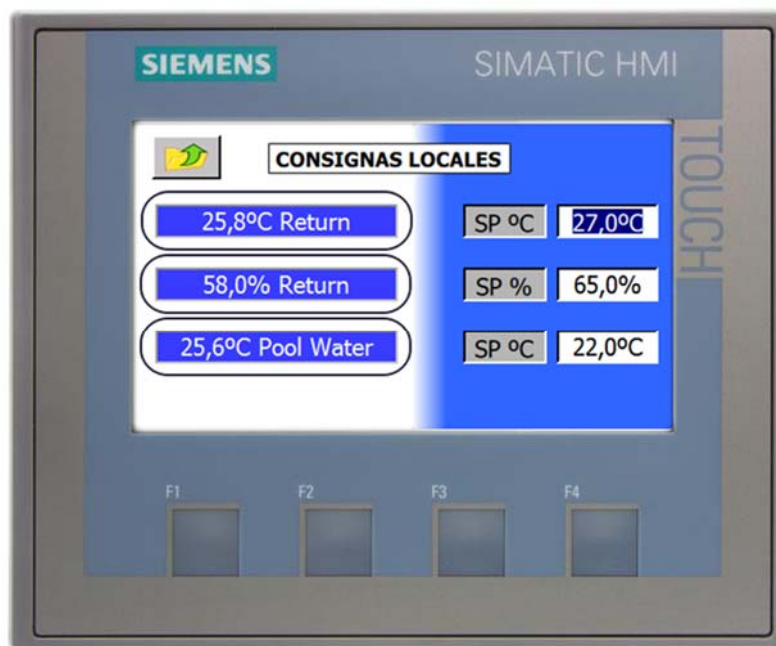 SIEMENS SIMATIC HMI
TOUCH
CONSIGNAS LOCALES
25,8ºC Return SP ºC 27,0ºC
58,0% Return SP % 65,0%
25,6ºC Pool Water SP ºC 22,0ºC
F1 F2 F3 F4